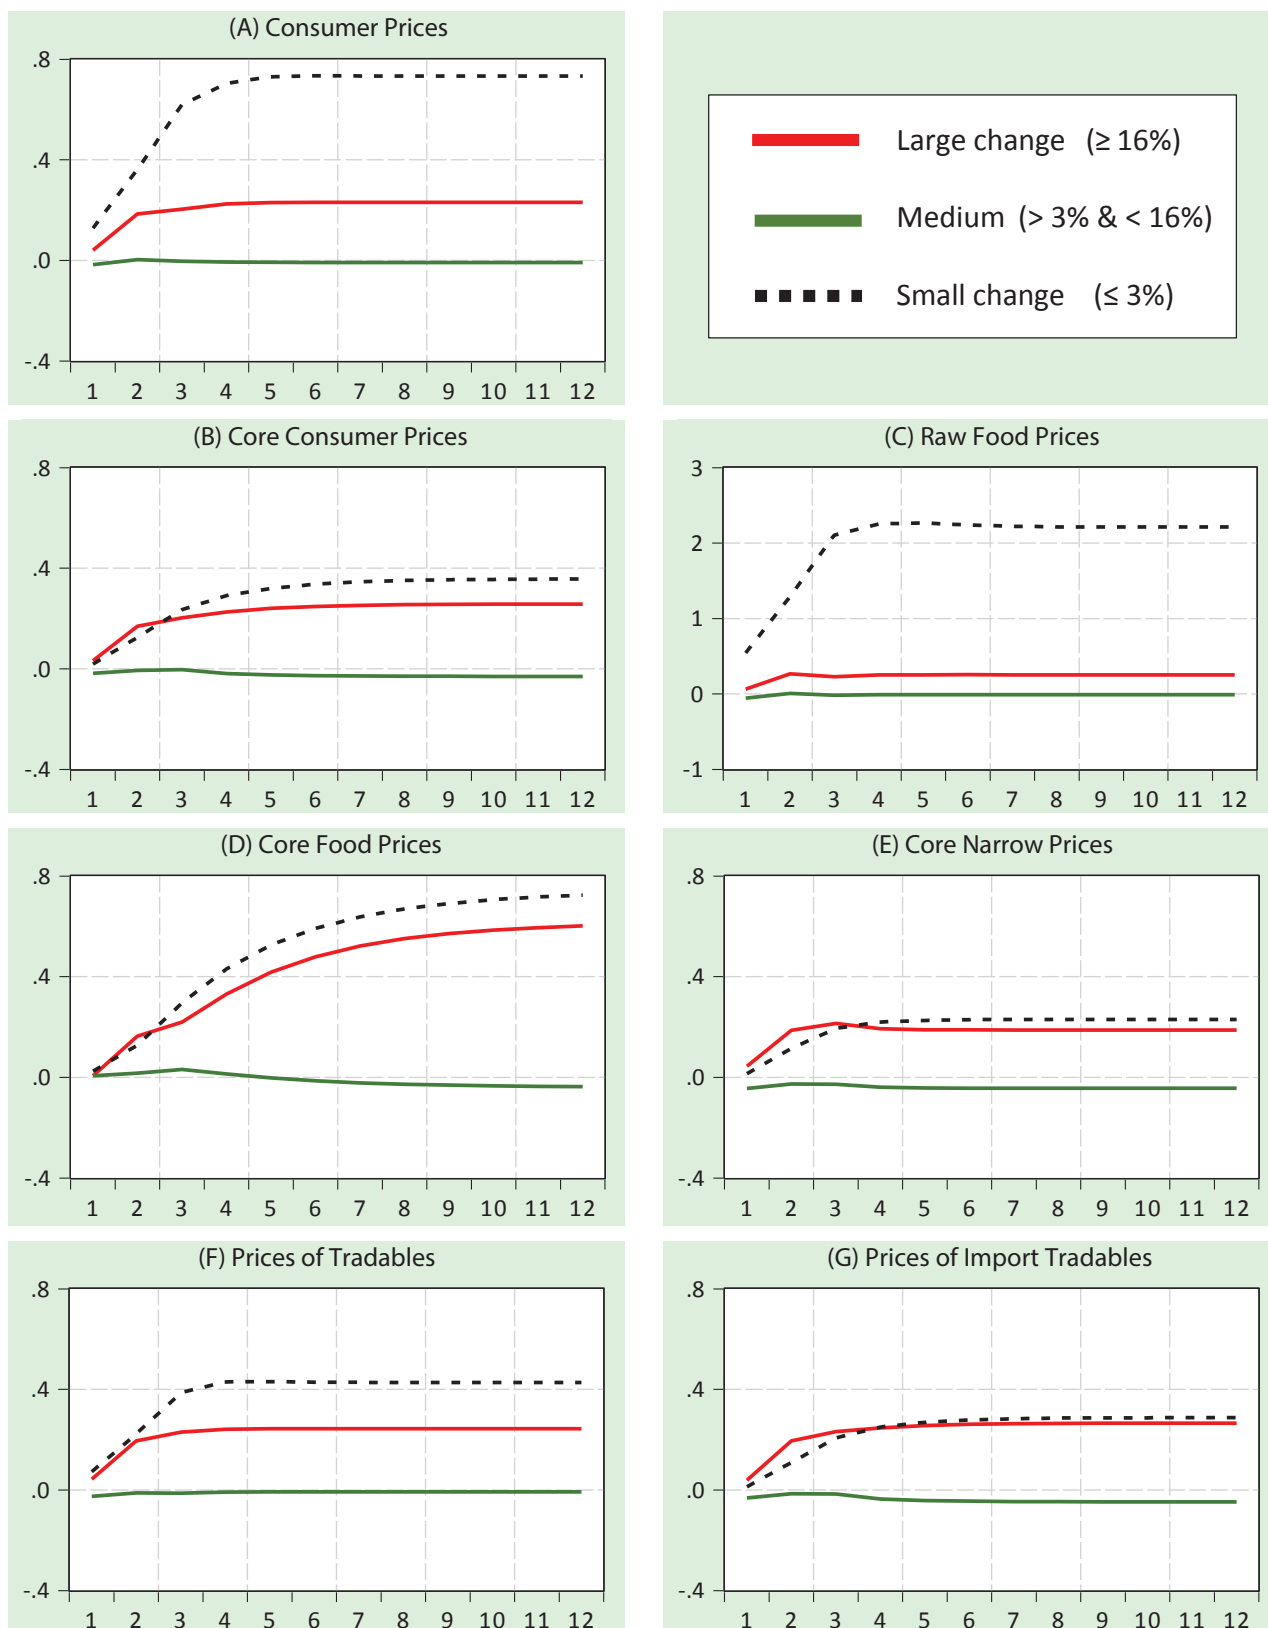 (A) Consumer Prices
.8
.4
.0
-.4
1 2 3 4 5 6 7 8 9 10 11 12
Large change (≥ 16%)
Medium (> 3% & < 16%)
Small change (≤ 3%)
(B) Core Consumer Prices
.8
.4
.0
-.4
1 2 3 4 5 6 7 8 9 10 11 12
(C) Raw Food Prices
3
2
1
0
-1
1 2 3 4 5 6 7 8 9 10 11 12
(D) Core Food Prices
.8
.4
.0
-.4
1 2 3 4 5 6 7 8 9 10 11 12
(E) Core Narrow Prices
.8
.4
.0
-.4
1 2 3 4 5 6 7 8 9 10 11 12
(F) Prices of Tradables
.8
.4
.0
-.4
1 2 3 4 5 6 7 8 9 10 11 12
(G) Prices of Import Tradables
.8
.4
.0
-.4
1 2 3 4 5 6 7 8 9 10 11 12